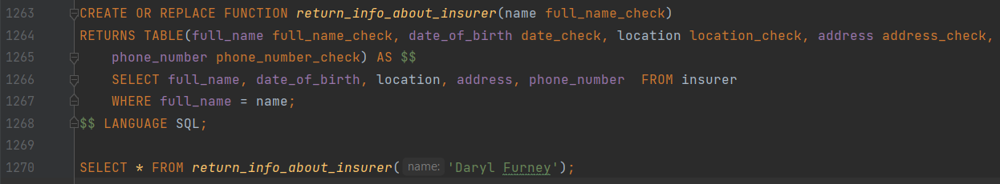 1263 CREATE OR REPLACE FUNCTION return_info_about_insurer(name full_name_check)
1264 RETURNS TABLE(full_name full_name_check, date_of_birth date_check, location location_check, address address_check,
1265 phone_number phone_number_check) AS $$
1266 SELECT full_name, date_of_birth, location, address, phone_number  FROM insurer
1267 WHERE full_name = name;
1268 $$ LANGUAGE SQL;
1269
1270 SELECT * FROM return_info_about_insurer( name: 'Daryl Furney');